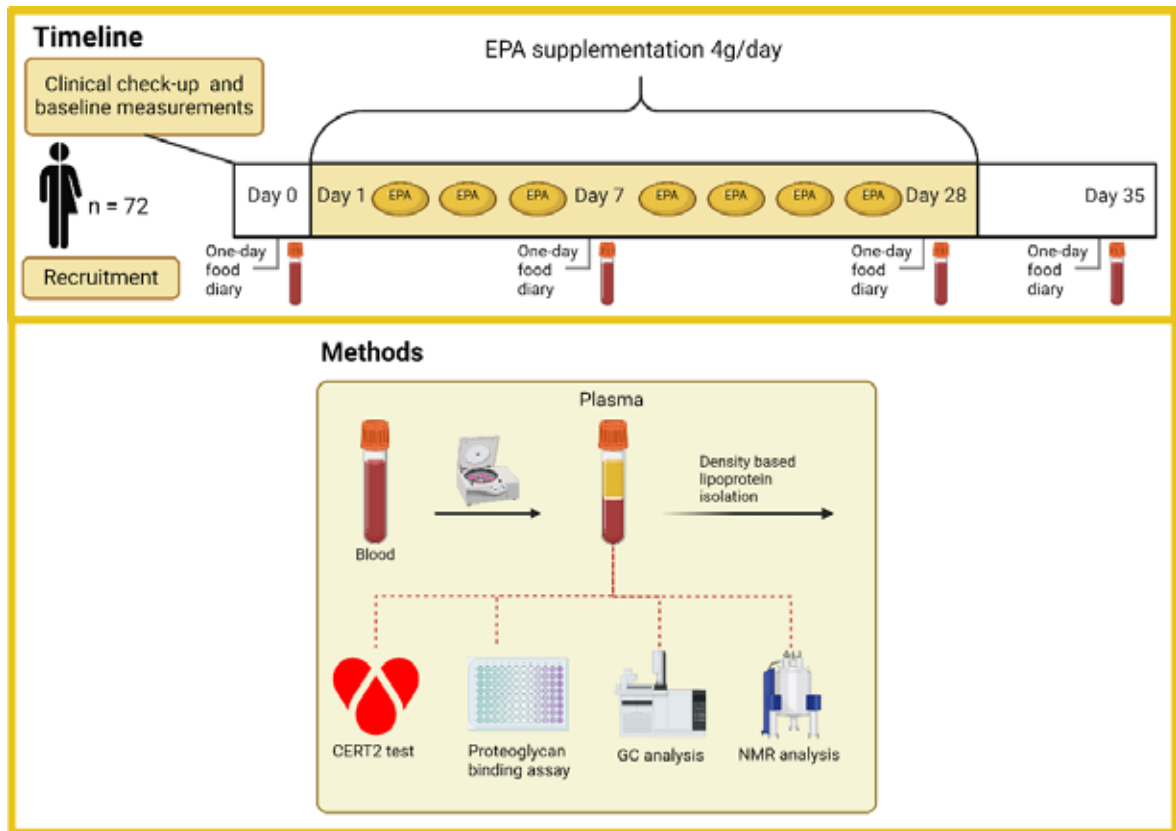 Timeline
EPA supplementation 4g/day
Clinical check-up and
baseline measurements
n = 72
Recruitment
Day 0
Day 1
EPA
EPA
EPA
Day 7
EPA
EPA
EPA
EPA
Day 28
Day 35
One-day
food
diary
One-day
food
diary
One-day
food
diary
One-day
food
diary
Methods
Plasma
Density based
lipoprotein
isolation
Blood
CERT2 test
Proteoglycan
binding assay
GC analysis
NMR analysis